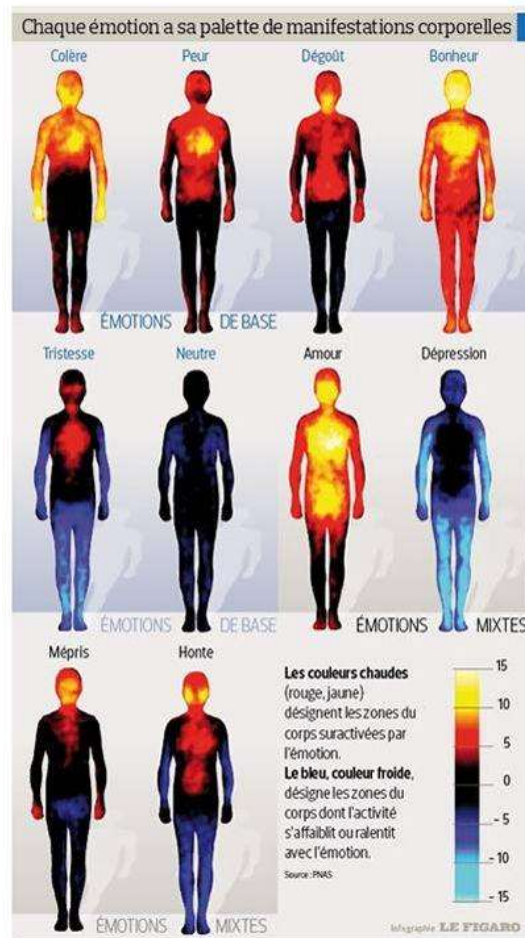 Chaque émotion a sa palette de manifestations corporelles
Colère Peur Dégoût Bonheur
ÉMOTIONS DE BASE
Tristesse Neutre Amour Dépression
ÉMOTIONS DE BASE ÉMOTIONS MIXTES
Mépris Honte
Les couleurs chaudes
(rouge, jaune)
désignent les zones du
corps suractivées par
l'émotion.
Le bleu, couleur froide,
désigne les zones du
corps dont l'activité
s'affaiblit ou ralentit
avec l'émotion.
Source : PNAS
15
10
5
0
- 5
- 10
- 15
ÉMOTIONS MIXTES
Infographie LE FIGARO